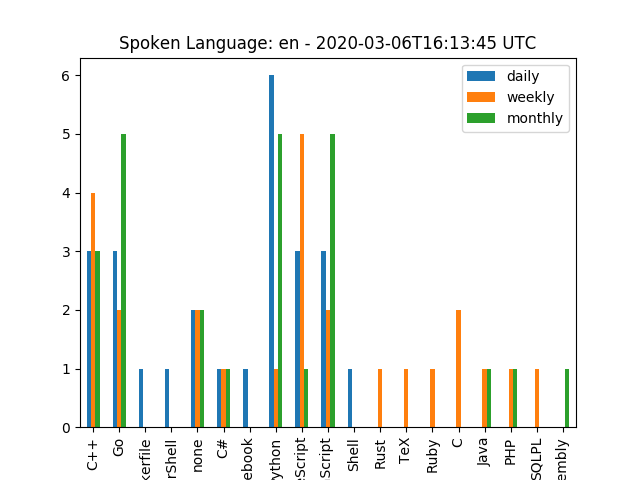 Spoken Language: en - 2020-03-06T16:13:45 UTC
daily
weekly
monthly
6
5
4
3
2
1
0
C++
Go
kerfile
rShell
none
C#
ebook
ython
eScript
aScript
Shell
Rust
TeX
Ruby
C
Java
PHP
SQLPL
embly